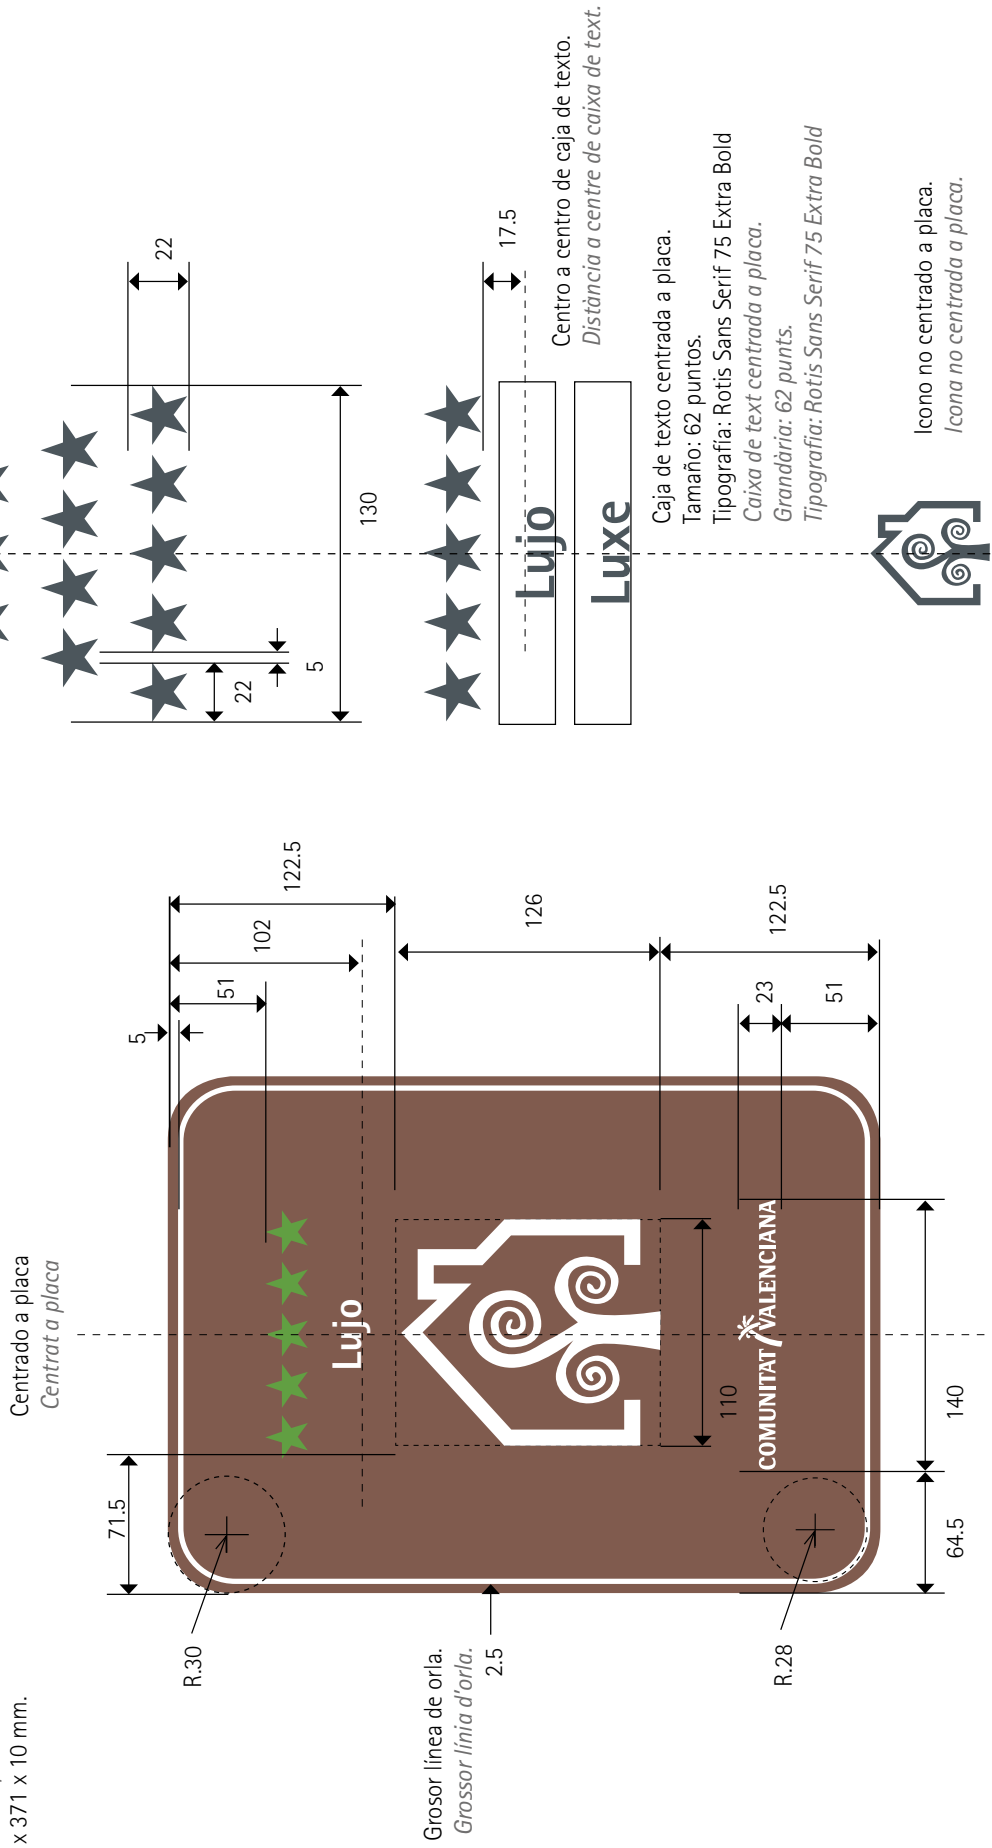 x 371 x 10 mm.
Centrado a placa
Centrat a placa
71.5
R.30
5
51
102
122.5
Lujo
126
Grosor línea de orla.
Grossor línia d'orla.
2.5
110
COMUNITAT VALENCIANA
23
51
122.5
R.28
64.5
140
22
22
5
130
17.5
Lujo
Luxe
Centro a centro de caja de texto.
Distància a centre de caixa de text.
Caja de texto centrada a placa.
Tamaño: 62 puntos.
Tipografía: Rotis Sans Serif 75 Extra Bold
Caixa de text centrada a placa.
Grandària: 62 punts.
Tipografia: Rotis Sans Serif 75 Extra Bold
Icono no centrado a placa.
Icona no centrada a placa.